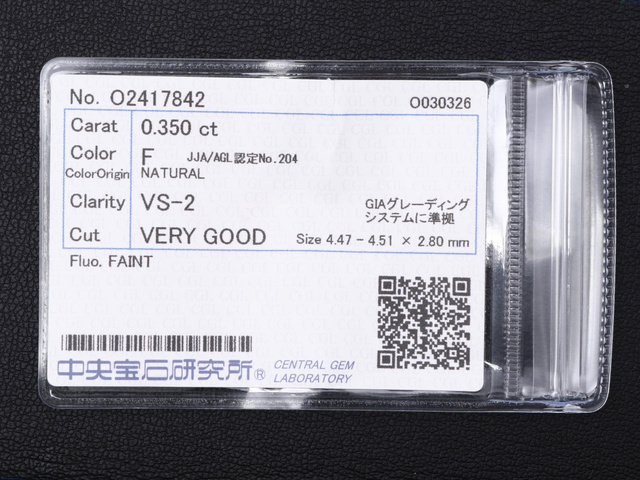 No. O2417842 O030326
Carat 0.350 ct
Color F JJA/AGL認定No.204
ColorOrigin NATURAL
Clarity VS-2 GIAグレーディング
システムに準拠
Cut VERY GOOD Size 4.47 - 4.51 × 2.80 mm
Fluo. FAINT
中央宝石研究所® CENTRAL GEM
LABORATORY